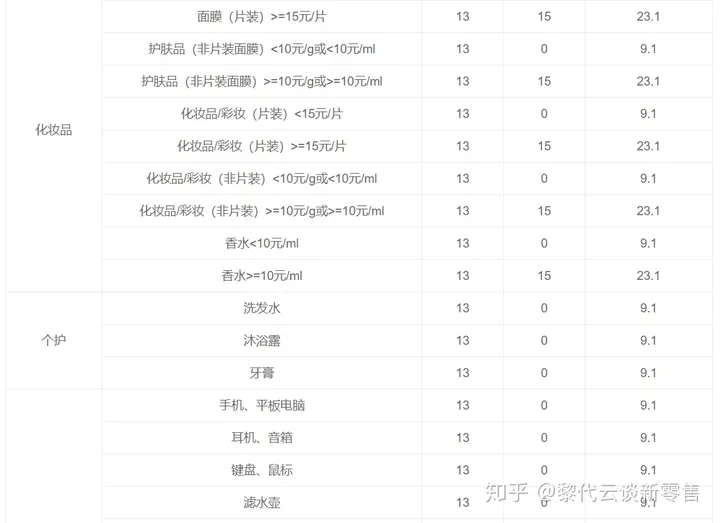 面膜（片装）>=15元/片 13 15 23.1
护肤品（非片装面膜）<10元/g或<10元/ml 13 0 9.1
护肤品（非片装面膜）>=10元/g或>=10元/ml 13 15 23.1
化妆品/彩妆（片装）<15元/片 13 0 9.1
化妆品
化妆品/彩妆（片装）>=15元/片 13 15 23.1
化妆品/彩妆（非片装）<10元/g或<10元/ml 13 0 9.1
化妆品/彩妆（非片装）>=10元/g或>=10元/ml 13 15 23.1
香水<10元/ml 13 0 9.1
香水>=10元/ml 13 15 23.1
洗发水 13 0 9.1
个护 沐浴露 13 0 9.1
牙膏 13 0 9.1
手机、平板电脑 13 0 9.1
耳机、音箱 13 0 9.1
键盘、鼠标 13 0 9.1
滤水壶 13 0 9.1
知乎 @黎代云谈新零售